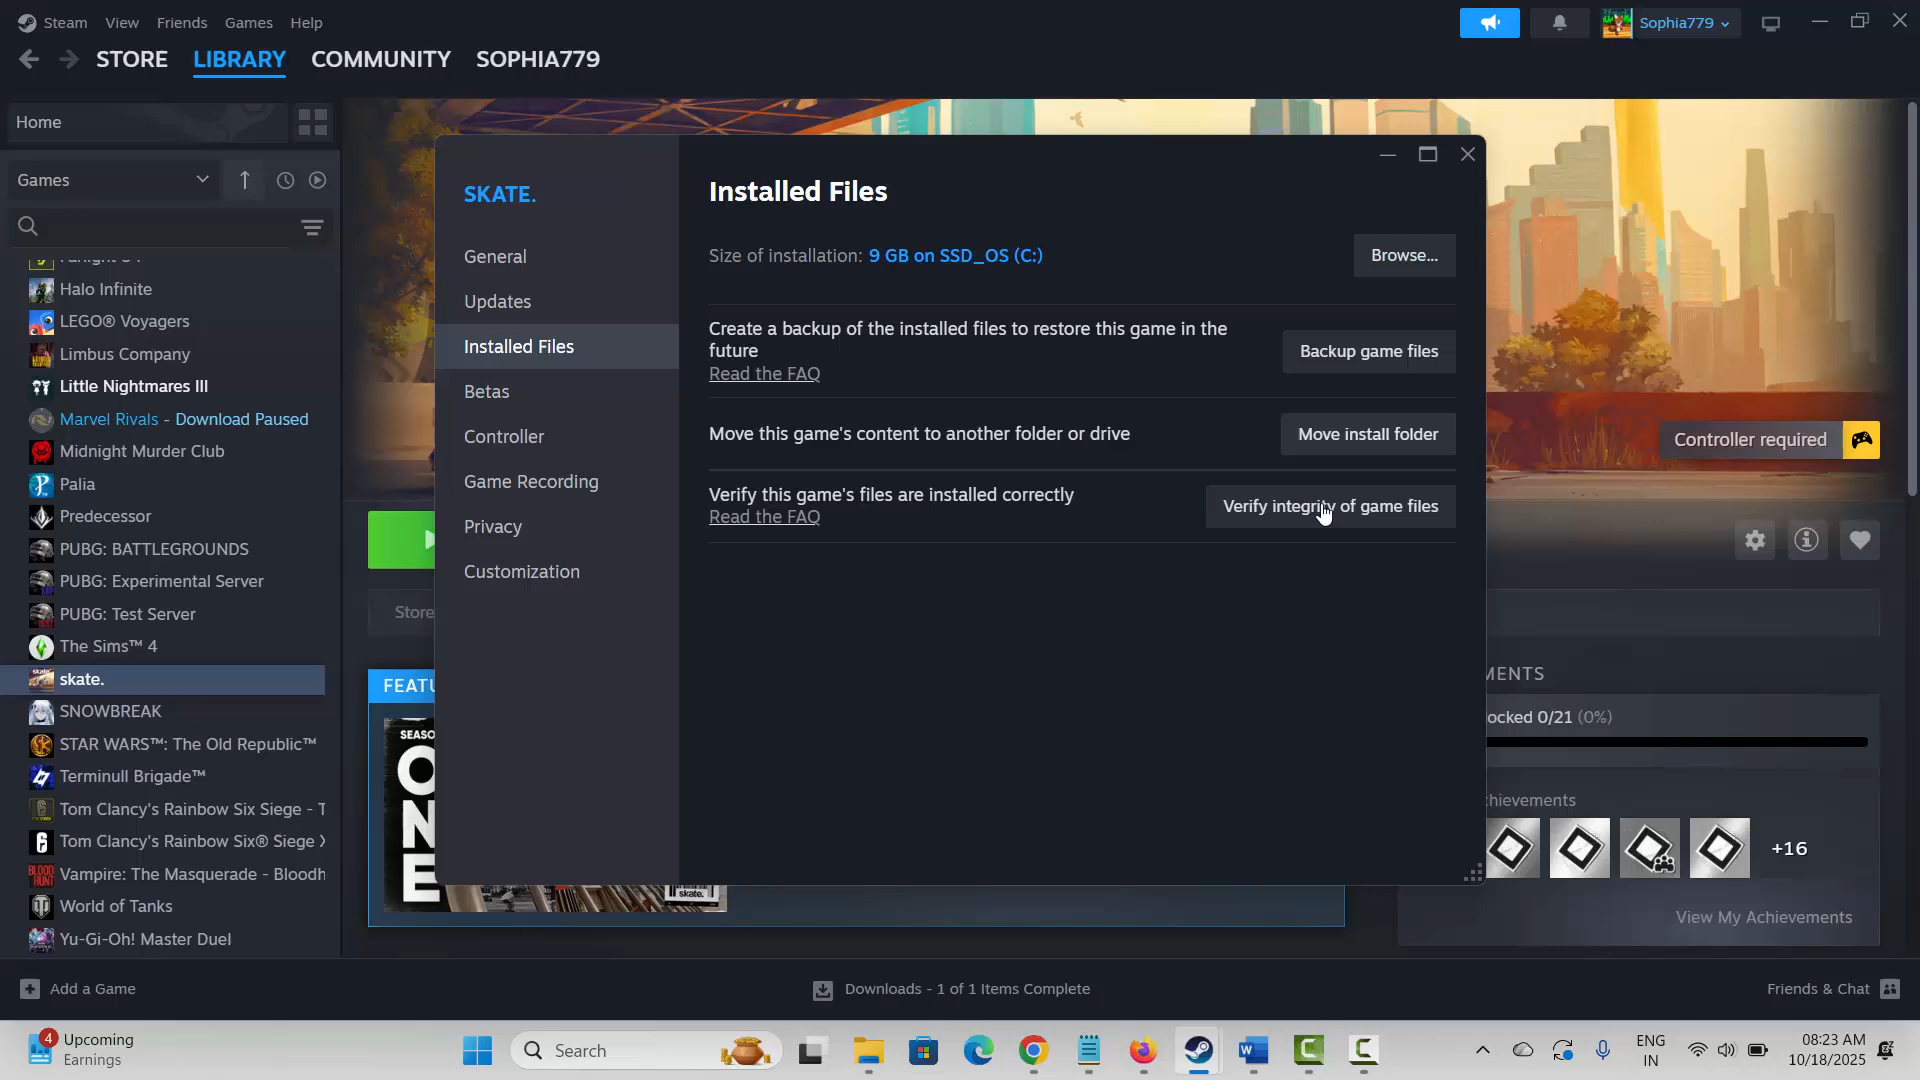 Steam View Friends Games Help
Sophia779
STORE LIBRARY COMMUNITY SOPHIA779
Home
Games
Halo Infinite
LEGO® Voyagers
Limbus Company
Little Nightmares III
Marvel Rivals - Download Paused
Midnight Murder Club
Palia
Predecessor
PUBG: BATTLEGROUNDS
PUBG: Experimental Server
PUBG: Test Server
The Sims™ 4
skate.
SNOWBREAK
STAR WARS™: The Old Republic™
Terminull Brigade™
Tom Clancy's Rainbow Six Siege - T
Tom Clancy's Rainbow Six® Siege X
Vampire: The Masquerade - Bloodh
World of Tanks
Yu-Gi-Oh! Master Duel
SKATE.
General
Updates
Installed Files
Betas
Controller
Game Recording
Privacy
Customization
Installed Files
Size of installation: 9 GB on SSD_OS (C:)
Browse...
Create a backup of the installed files to restore this game in the
future
Read the FAQ
Backup game files
Move this game's content to another folder or drive
Move install folder
Verify this game's files are installed correctly
Read the FAQ
Verify integrity of game files
Controller required
Store
FEATU
SEASO
ONE
skate.
MENTS
ocked 0/21 (0%)
chievements
+16
View My Achievements
Add a Game
Downloads - 1 of 1 Items Complete
Friends & Chat
4
Upcoming
Earnings
Search
ENG
IN
08:23 AM
10/18/2025